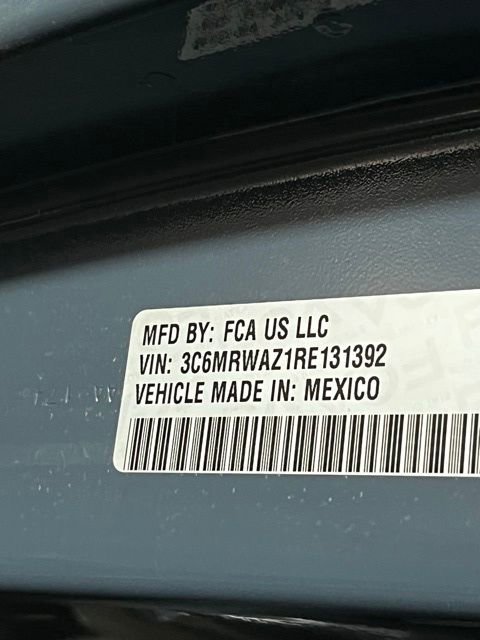 MFD BY: FCA US LLC
VIN: 3C6MRWAZ1RE131392
VEHICLE MADE IN: MEXICO